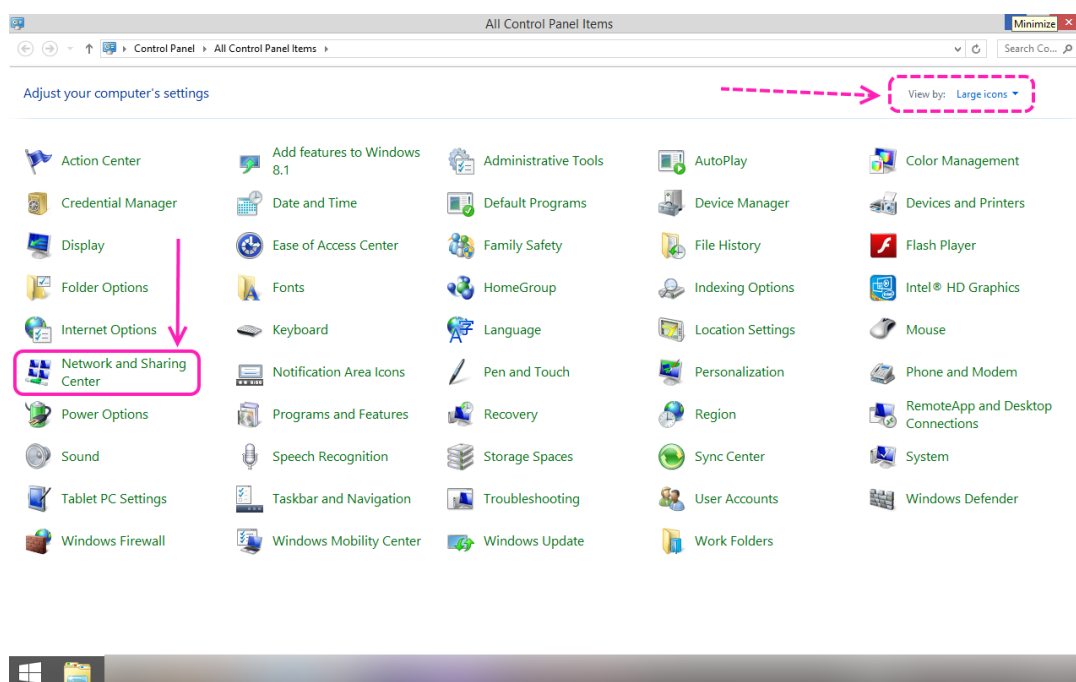 All Control Panel Items
Minimize
Control Panel
All Control Panel Items
Search Co...
Adjust your computer's settings
View by: Large icons
Action Center
Add features to Windows
8.1
Administrative Tools
AutoPlay
Color Management
Credential Manager
Date and Time
Default Programs
Device Manager
Devices and Printers
Display
Ease of Access Center
Family Safety
File History
Flash Player
Folder Options
Fonts
HomeGroup
Indexing Options
Intel® HD Graphics
Internet Options
Keyboard
Language
Location Settings
Mouse
Network and Sharing
Center
Notification Area Icons
Pen and Touch
Personalization
Phone and Modem
Power Options
Programs and Features
Recovery
Region
RemoteApp and Desktop
Connections
Sound
Speech Recognition
Storage Spaces
Sync Center
System
Tablet PC Settings
Taskbar and Navigation
Troubleshooting
User Accounts
Windows Defender
Windows Firewall
Windows Mobility Center
Windows Update
Work Folders